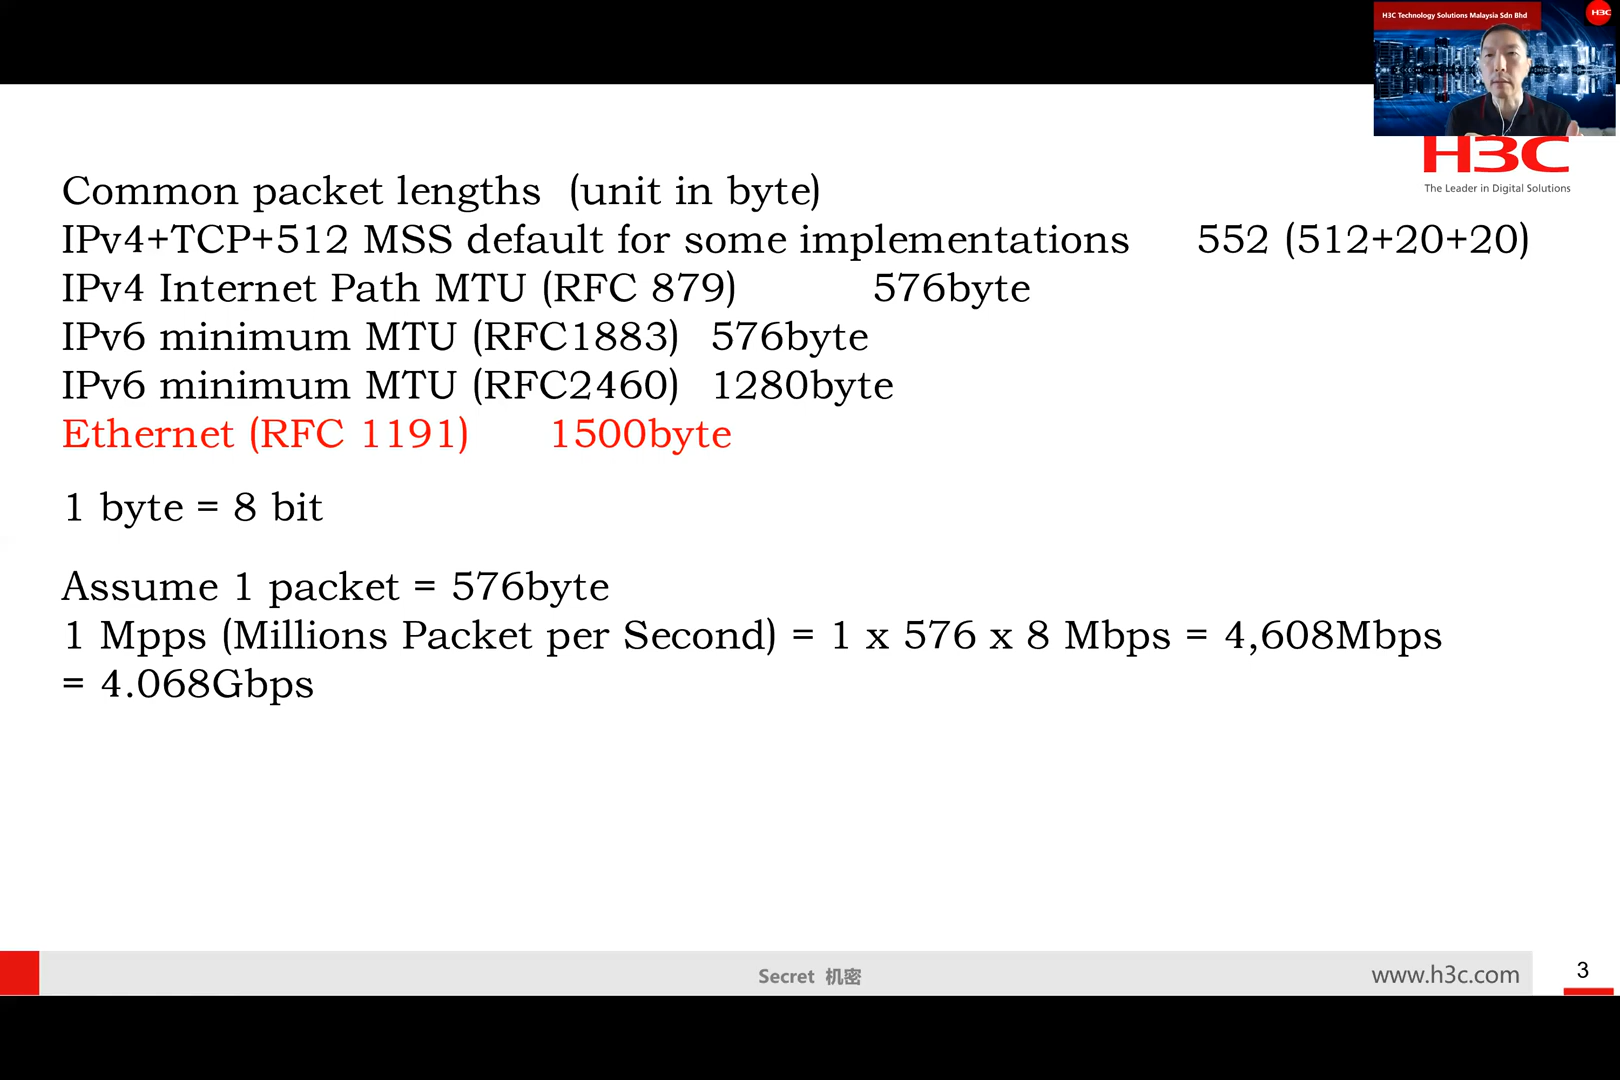 H3C Technology Solutions Malaysia Sdn Bhd
H3C
H3C
The Leader in Digital Solutions
Common packet lengths (unit in byte)
IPv4+TCP+512 MSS default for some implementations 552 (512+20+20)
IPv4 Internet Path MTU (RFC 879) 576byte
IPv6 minimum MTU (RFC1883) 576byte
IPv6 minimum MTU (RFC2460) 1280byte
Ethernet (RFC 1191) 1500byte
1 byte = 8 bit
Assume 1 packet = 576byte
1 Mpps (Millions Packet per Second) = 1 x 576 x 8 Mbps = 4,608Mbps
= 4.068Gbps
Secret 机密
www.h3c.com
3